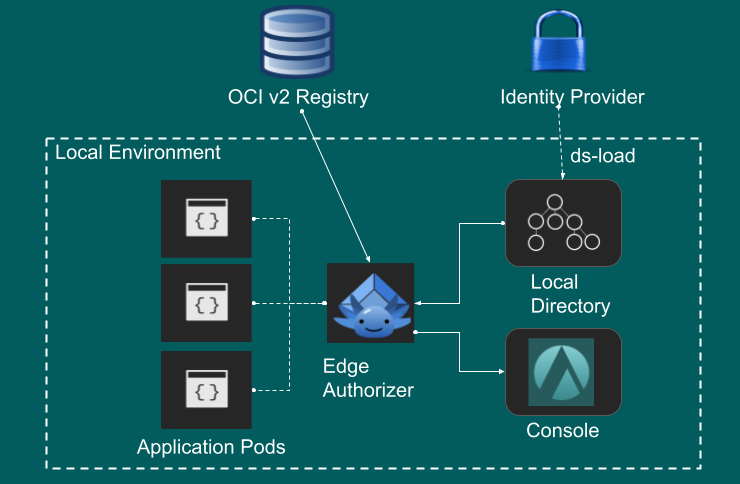 OCI v2 Registry
Identity Provider
Local Environment
ds-load
{}
{}
{}
Local
Directory
Edge
Authorizer
Console
Application Pods